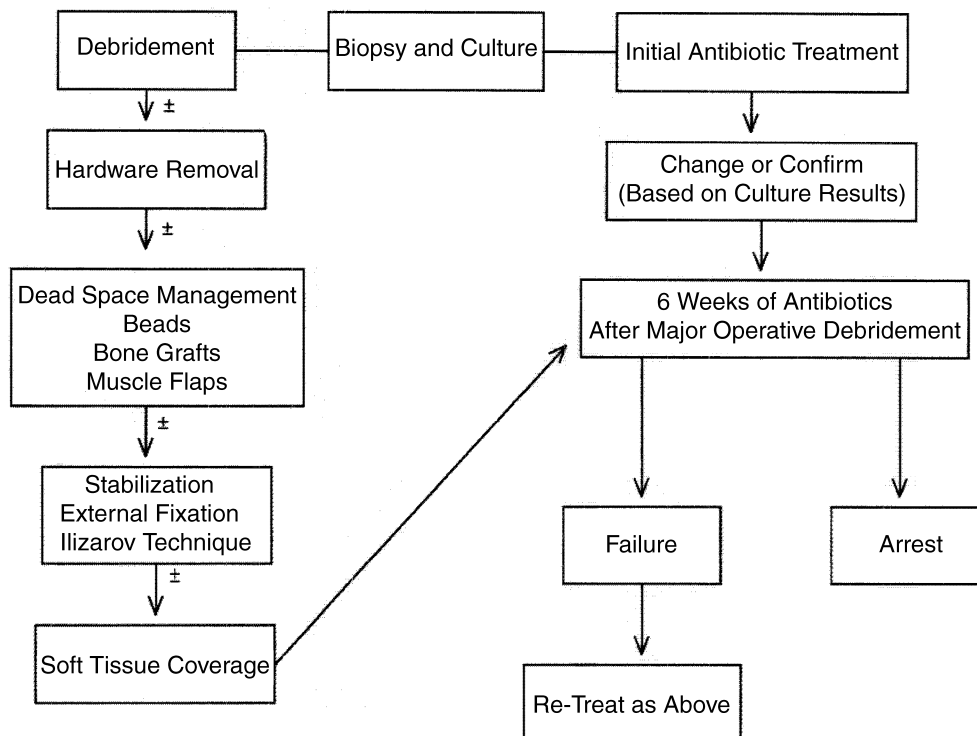 Debridement
Biopsy and Culture
Initial Antibiotic Treatment
±
Hardware Removal
±
Dead Space Management
Beads
Bone Grafts
Muscle Flaps
±
Stabilization
External Fixation
Ilizarov Technique
±
Soft Tissue Coverage
Change or Confirm
(Based on Culture Results)
6 Weeks of Antibiotics
After Major Operative Debridement
Failure
Arrest
Re-Treat as Above